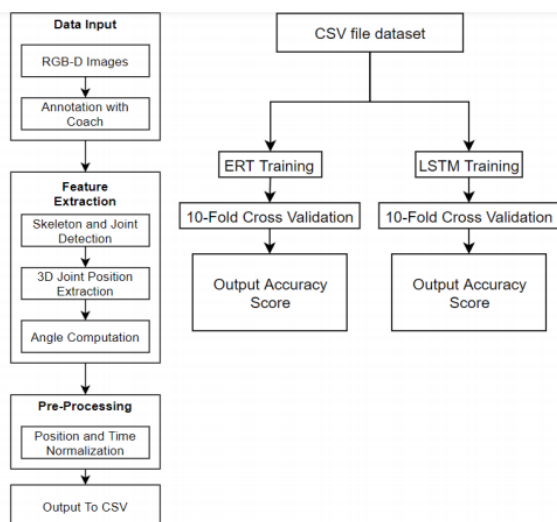 Data Input
RGB-D Images
Annotation with
Coach
Feature
Extraction
Skeleton and Joint
Detection
3D Joint Position
Extraction
Angle Computation
Pre-Processing
Position and Time
Normalization
Output To CSV
CSV file dataset
ERT Training
10-Fold Cross Validation
Output Accuracy
Score
LSTM Training
10-Fold Cross Validation
Output Accuracy
Score